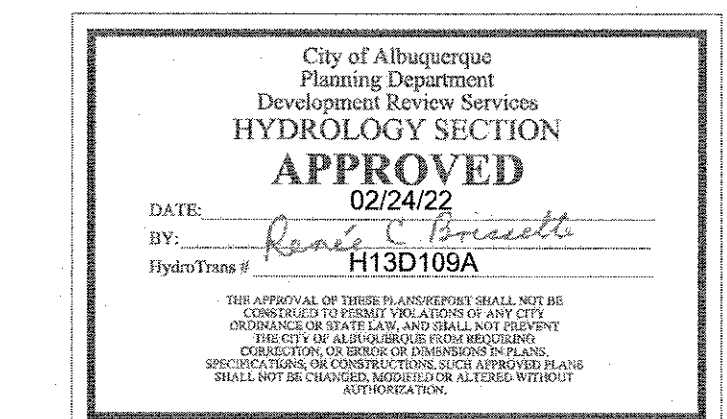 City of Albuquerque
Planning Department
Development Review Services
HYDROLOGY SECTION
APPROVED
DATE: 02/24/22
BY: Renée C Brissette
HydroTrans # H13D109A
THE APPROVAL OF THESE PLANS/REPORT SHALL NOT BE
CONSTRUED TO PERMIT VIOLATIONS OF ANY CITY
ORDINANCE OR STATE LAW, AND SHALL NOT PREVENT
THE CITY OF ALBUQUERQUE FROM REQUIRING
CORRECTION, OR ERROR OR DIMENSIONS IN PLANS,
SPECIFICATIONS, OR CONSTRUCTIONS. SUCH APPROVED PLANS
SHALL NOT BE CHANGED, MODIFIED OR ALTERED WITHOUT
AUTHORIZATION.